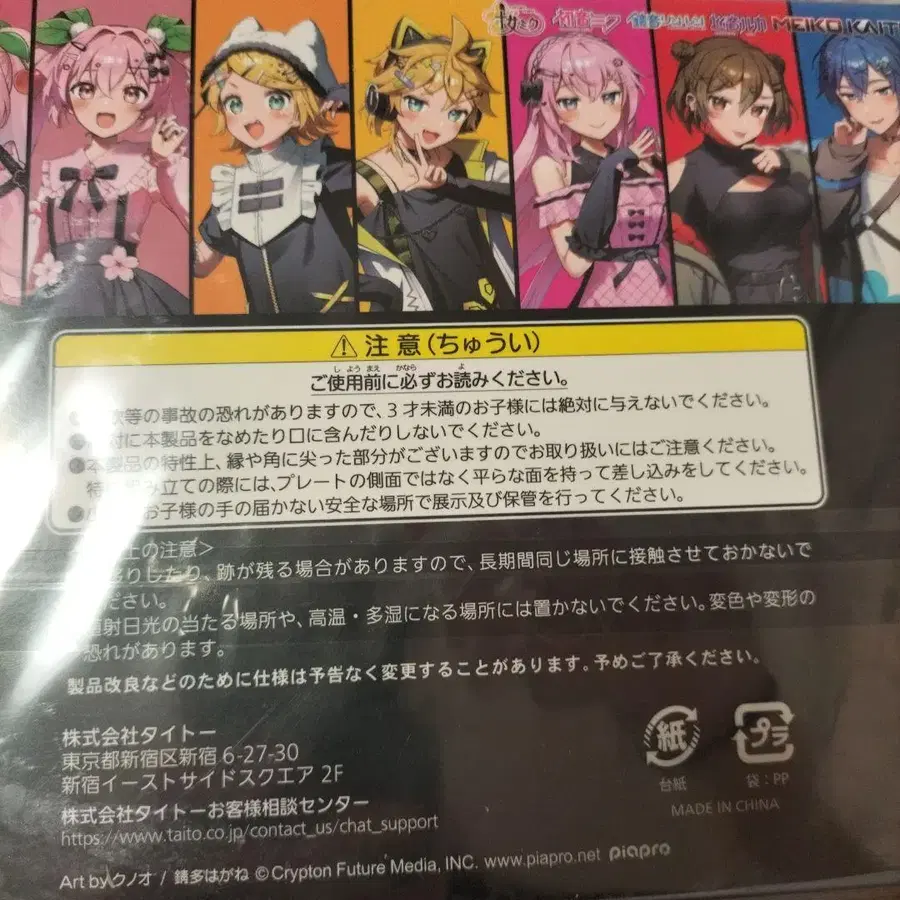 初音ミク
MEIKO KAIT
注意(ちゅうい)
ご使用前に必ずお読みください。
等の事故の恐れがありますので、3才未満のお子様には絶対に与えないでください。
対に本製品をなめたり口に含んだりしないでください。
本製品の特性上、縁や角に尖った部分がございますのでお取り扱いにはご注意ください。
組み立ての際には、プレートの側面ではなく平らな面を持って差し込みをしてください。
お子様の手の届かない安全な場所で展示及び保管を行ってください。
上の注意>
りしたり、跡が残る場合がありますので、長期間同じ場所に接触させておかないで
ださい。
直射日光の当たる場所や、高温・多湿になる場所には置かないでください。変色や変形の
恐れがあります。
製品改良などのために仕様は予告なく変更することがあります。予めご了承ください。
株式会社タイトー
東京都新宿区新宿 6-27-30
新宿イーストサイドスクエア 2F
株式会社タイトーお客様相談センター
https://www.taito.co.jp/contact_us/chat_support
紙
プラ
台紙
袋:PP
MADE IN CHINA
Art by クノオ / 錆多はがね © Crypton Future Media, INC. www.piapro.net piapro